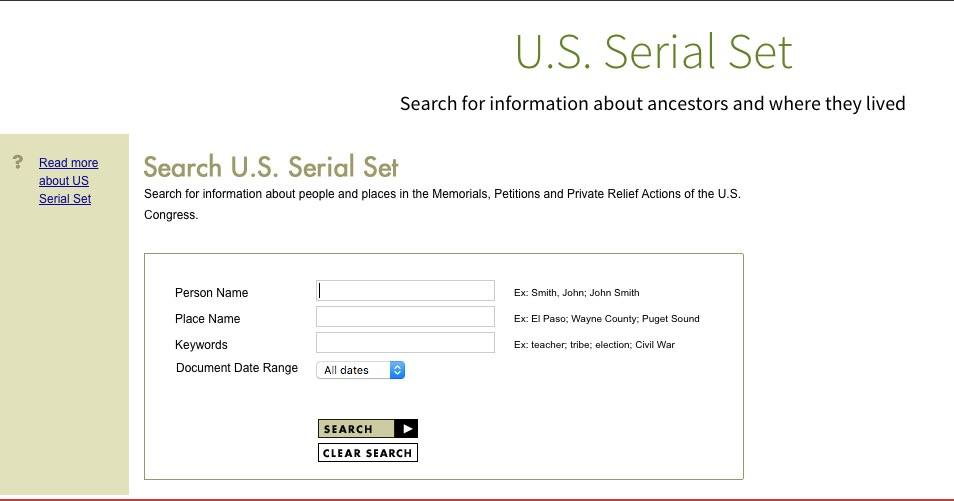 U.S. Serial Set
Search for information about ancestors and where they lived
?
Read more
about US
Serial Set
Search U.S. Serial Set
Search for information about people and places in the Memorials, Petitions and Private Relief Actions of the U.S.
Congress.
Person Name
Ex: Smith, John; John Smith
Place Name
Ex: El Paso; Wayne County; Puget Sound
Keywords
Ex: teacher; tribe; election; Civil War
Document Date Range
All dates
SEARCH
CLEAR SEARCH